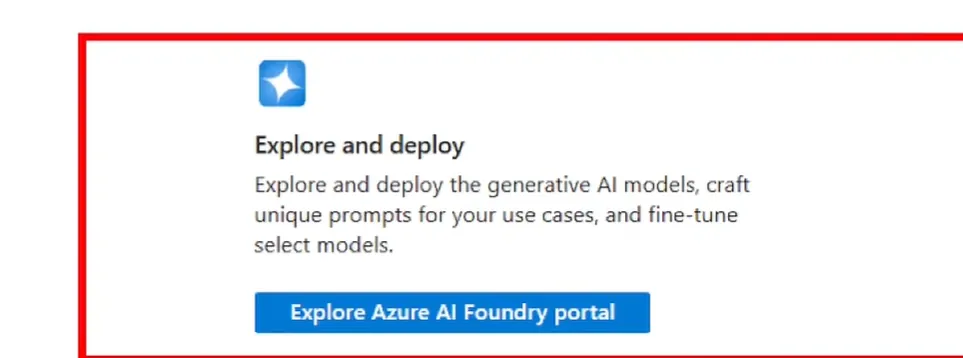 Explore and deploy
Explore and deploy the generative AI models, craft
unique prompts for your use cases, and fine-tune
select models.
Explore Azure AI Foundry portal